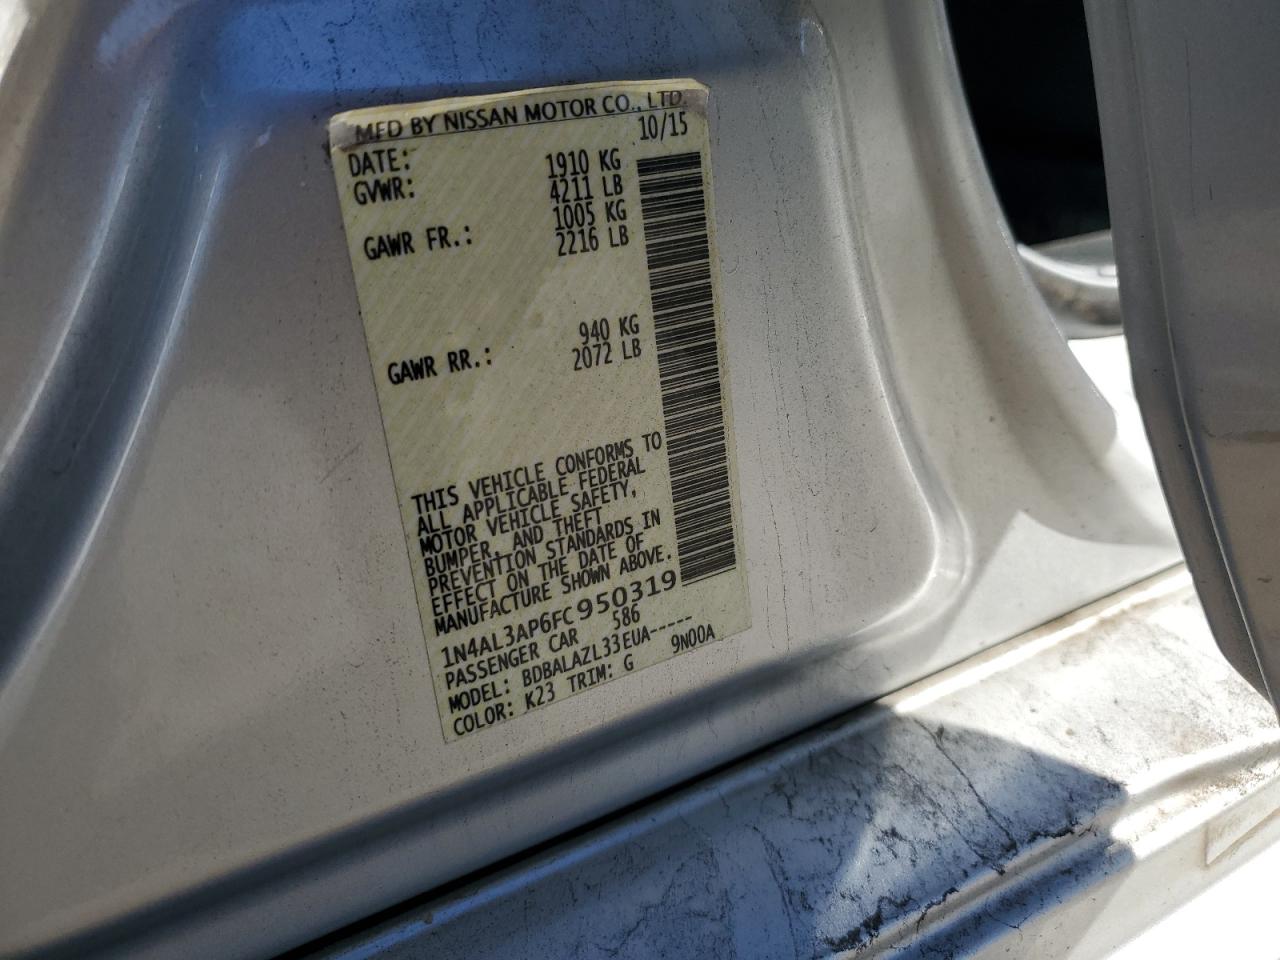 MFD BY NISSAN MOTOR CO., LTD.
DATE: 10/15
GVWR: 1910 KG
4211 LB
GAWR FR.: 1005 KG
2216 LB
GAWR RR.: 940 KG
2072 LB
THIS VEHICLE CONFORMS TO
ALL APPLICABLE FEDERAL
MOTOR VEHICLE SAFETY,
BUMPER, AND THEFT
PREVENTION STANDARDS IN
EFFECT ON THE DATE OF
MANUFACTURE SHOWN ABOVE.
1N4AL3AP6FC950319
PASSENGER CAR 586
MODEL: BDBALAZL33EUA-----
COLOR: K23 TRIM: G 9N00A